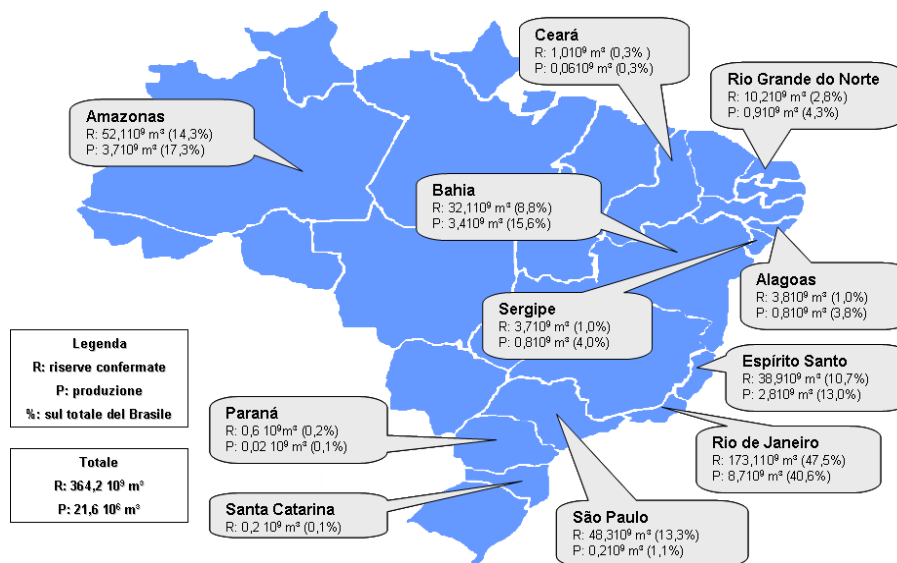 Ceará
R: 1,010⁹ m³ (0,3% )
P: 0,0610⁹ m³ (0,3%)
Rio Grande do Norte
R: 10,210⁹ m³ (2,8%)
P: 0,910⁹ m³ (4,3%)
Amazonas
R: 52,110⁹ m³ (14,3%)
P: 3,710⁹ m³ (17,3%)
Bahia
R: 32,110⁹ m³ (8,8%)
P: 3,410⁹ m³ (15,6%)
Alagoas
R: 3,810⁹ m³ (1,0%)
P: 0,810⁹ m³ (3,8%)
Sergipe
R: 3,710⁹ m³ (1,0%)
P: 0,810⁹ m³ (4,0%)
Legenda
R: riserve confermate
P: produzione
%: sul totale del Brasile
Espírito Santo
R: 38,910⁹ m³ (10,7%)
P: 2,810⁹ m³ (13,0%)
Paraná
R: 0,6 10⁹m³ (0,2%)
P: 0,02 10⁹ m³ (0,1%)
Rio de Janeiro
R: 173,110⁹ m³ (47,5%)
P: 8,710⁹ m³ (40,6%)
Totale
R: 364,2 10⁹ m³
P: 21,6 10⁶ m³
Santa Catarina
R: 0,2 10⁹ m³ (0,1%)
São Paulo
R: 48,310⁹ m³ (13,3%)
P: 0,210⁹ m³ (1,1%)